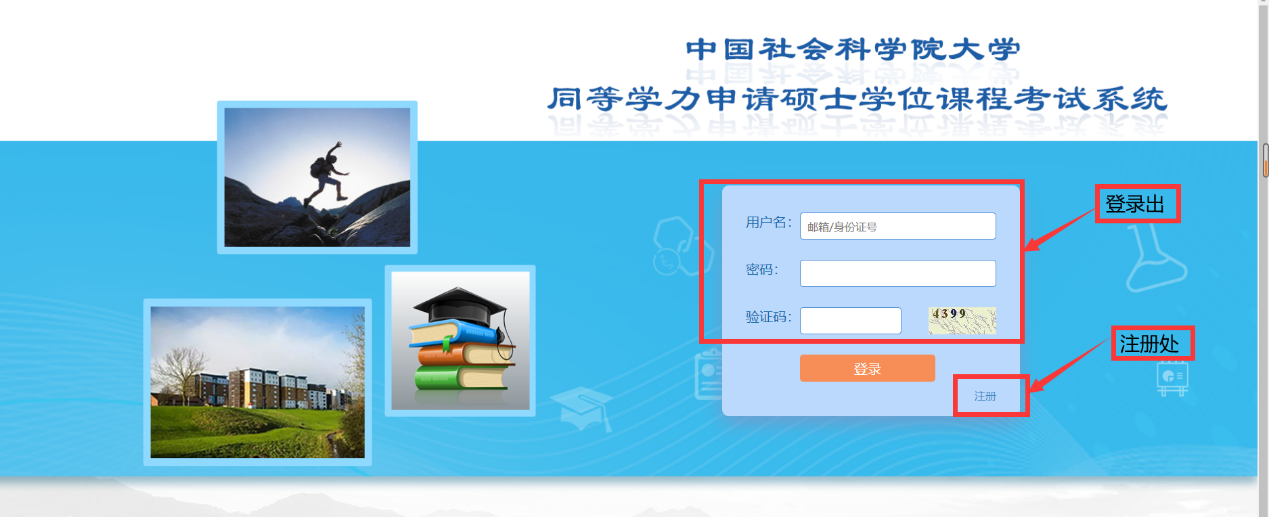 中国社会科学院大学
同等学力申请硕士学位课程考试系统
登录出
用户名：
邮箱/身份证号
密码：
验证码：
4399
注册处
登录
注册